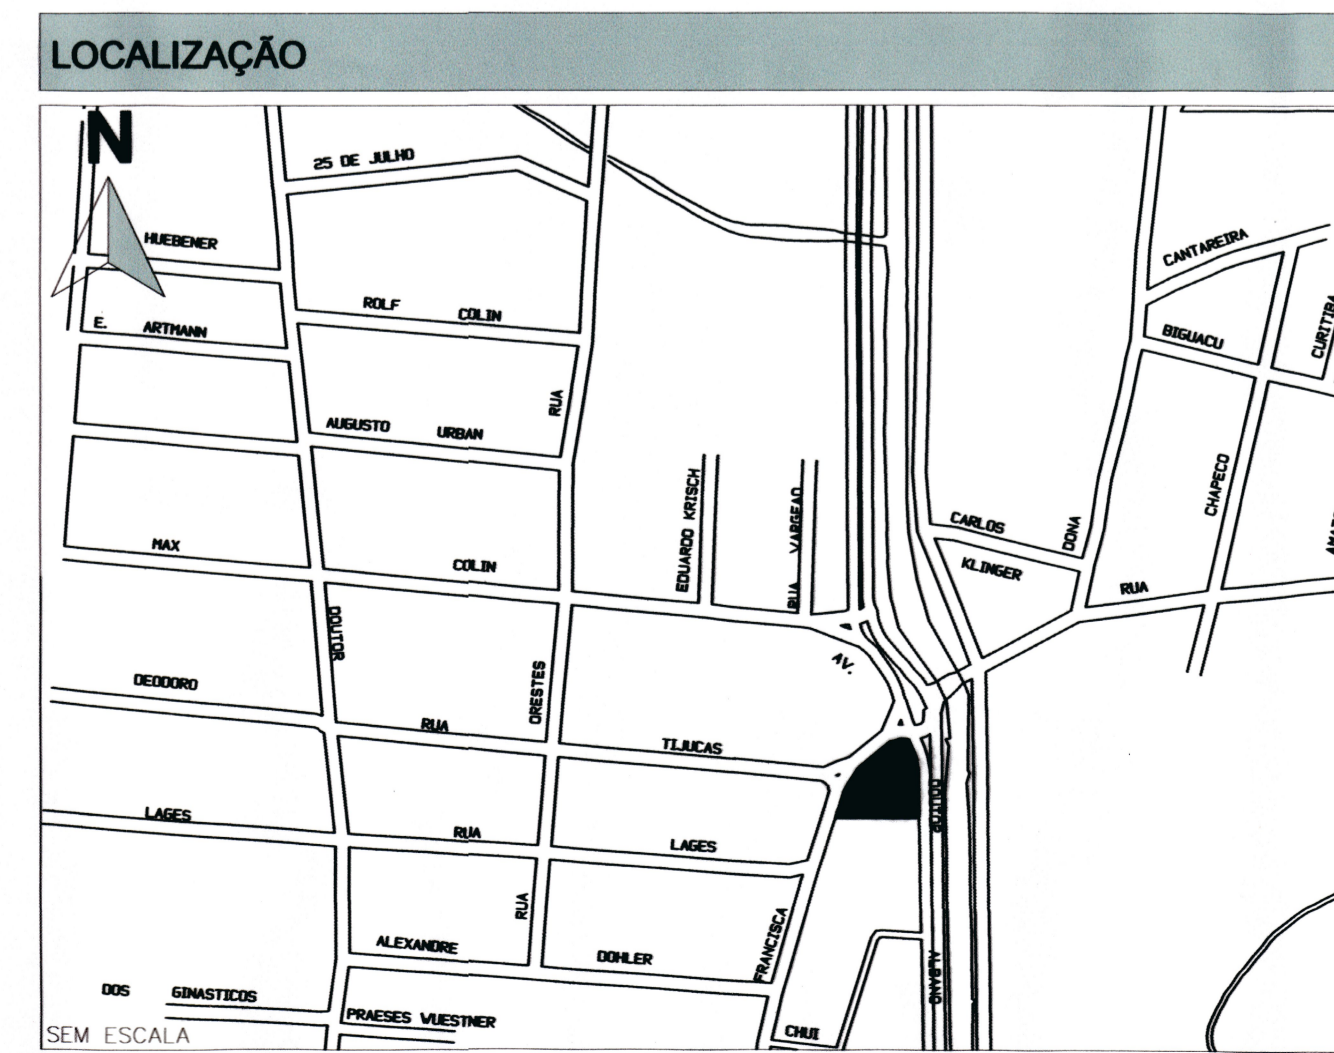 LOCALIZAÇÃO
N
25 DE JULHO
HUEBENER
CANTAREIRA
ROLF COLIN
E. ARTMANN
BIGUACU
CURITIBA
RUA
AUGUSTO URBAN
CHAPECO
EDUARDO KRISCH
RUA VARGEAO
CARLOS
DONA
MAX
COLIN
KLINGER
RUA
DOUTOR
AV.
DEODORO
ORESTES
RUA
TIJUCAS
DOUTOR
LAGES
RUA
LAGES
RUA
FRANCISCA
ALEXANDRE
DOHLER
ALBANO
DOS GINASTICOS
PRAESES WUESTNER
CHUI
SEM ESCALA